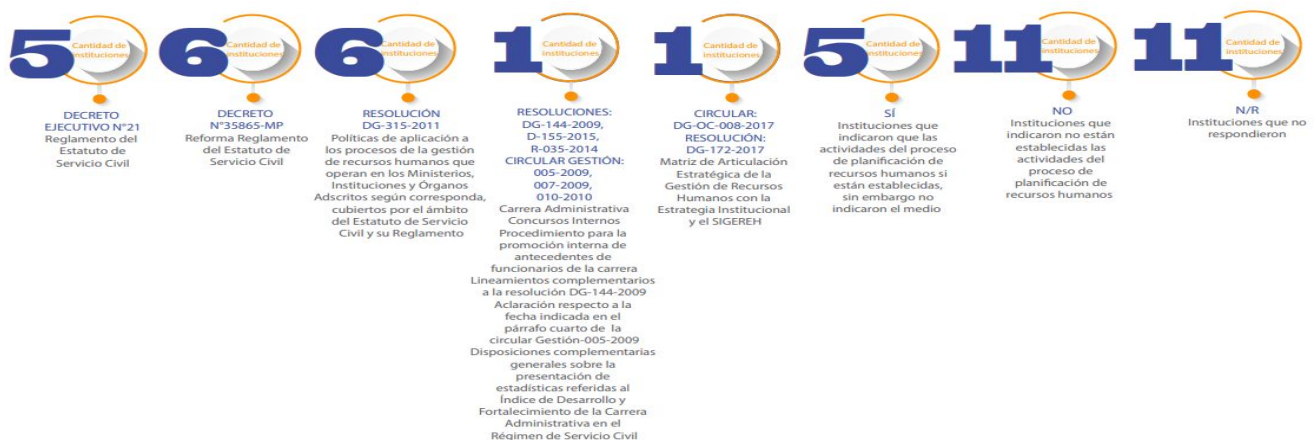 5
Cantidad de
instituciones
DECRETO
EJECUTIVO N°21
Reglamento del
Estatuto de
Servicio Civil
6
Cantidad de
instituciones
DECRETO
N°35865-MP
Reforma Reglamento
del Estatuto de
Servicio Civil
6
Cantidad de
instituciones
RESOLUCIÓN
DG-315-2011
Políticas de aplicación a
los procesos de la gestión
de recursos humanos que
operan en los Ministerios,
Instituciones y Órganos
Adscritos según corresponda,
cubiertos por el ámbito
del Estatuto de Servicio
Civil y su Reglamento
1
Cantidad de
instituciones
RESOLUCIONES:
DG-144-2009,
D-155-2015,
R-035-2014
CIRCULAR GESTIÓN:
005-2009,
007-2009,
010-2010
Carrera Administrativa
Concursos Internos
Procedimiento para la
promoción interna de
antecedentes de
funcionarios de la carrera
Lineamientos complementarios
a la resolución DG-144-2009
Aclaración respecto a la
fecha indicada en el
párrafo cuarto de la
circular Gestión-005-2009
Disposiciones complementarias
generales sobre la
presentación de
estadísticas referidas al
Índice de Desarrollo y
Fortalecimiento de la Carrera
Administrativa en el
Régimen de Servicio Civil
1
Cantidad de
instituciones
CIRCULAR:
DG-OC-008-2017
RESOLUCIÓN:
DG-172-2017
Matriz de Articulación
Estratégica de la
Gestión de Recursos
Humanos con la
Estrategia Institucional
y el SIGEREH
5
Cantidad de
instituciones
SÍ
Instituciones que
indicaron que las
actividades del proceso
de planificación de
recursos humanos si
están establecidas,
sin embargo no
indicaron el medio
11
Cantidad de
instituciones
NO
Instituciones que
indicaron no están
establecidas las
actividades del
proceso de
planificación de
recursos humanos
11
Cantidad de
instituciones
N/R
Instituciones que no
respondieron